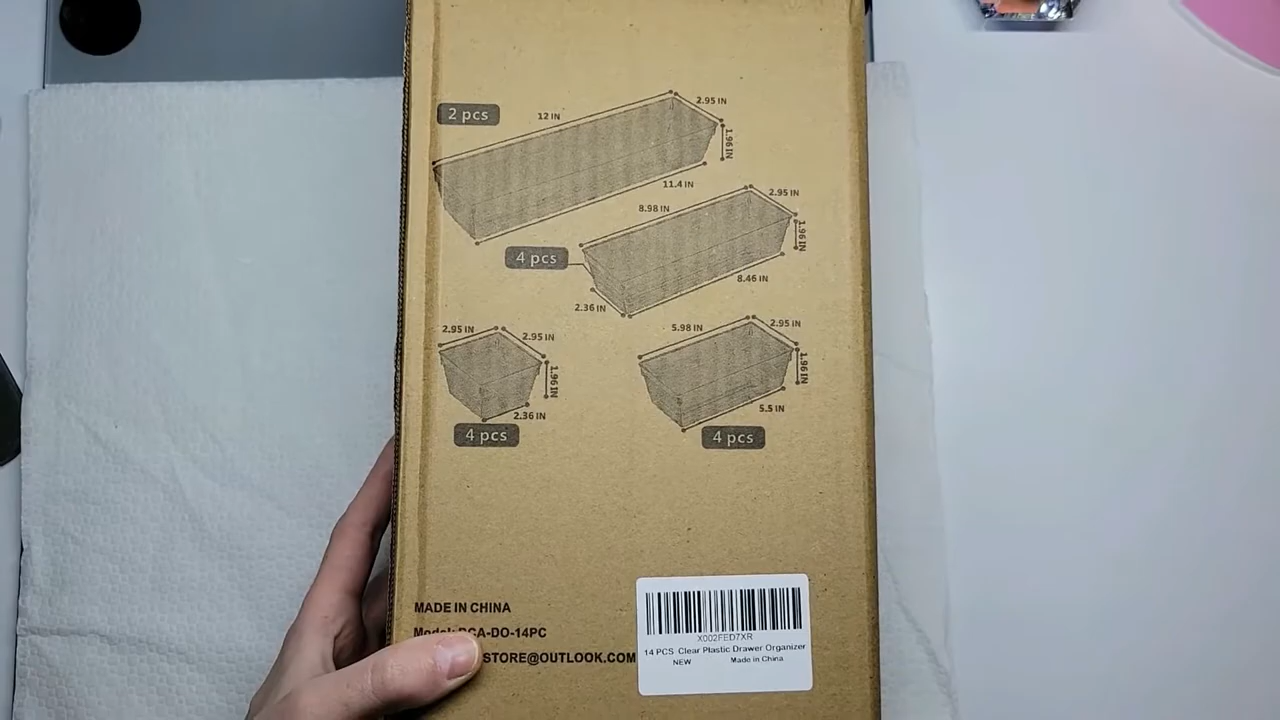 2 pcs
12 IN
2.95 IN
1.96 IN
11.4 IN
8.98 IN
2.95 IN
1.96 IN
4 pcs
8.46 IN
2.36 IN
2.95 IN
2.95 IN
1.96 IN
2.36 IN
4 pcs
5.98 IN
2.95 IN
1.96 IN
5.5 IN
4 pcs
MADE IN CHINA
-DO-14PC
STORE@OUTLOOK.COM
X002FED7XR
14 PCS Clear Plastic Drawer Organizer
NEW Made in China